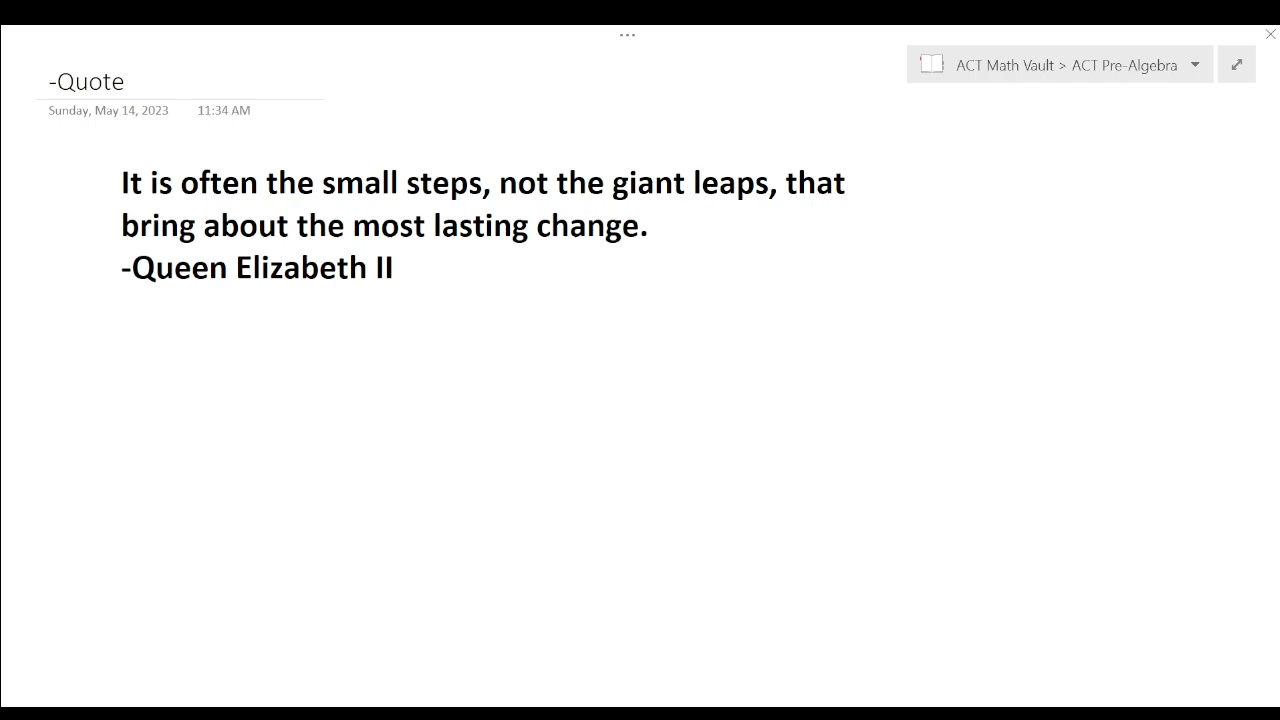 ...
ACT Math Vault > ACT Pre-Algebra
-Quote
Sunday, May 14, 2023 11:34 AM
It is often the small steps, not the giant leaps, that
bring about the most lasting change.
-Queen Elizabeth II